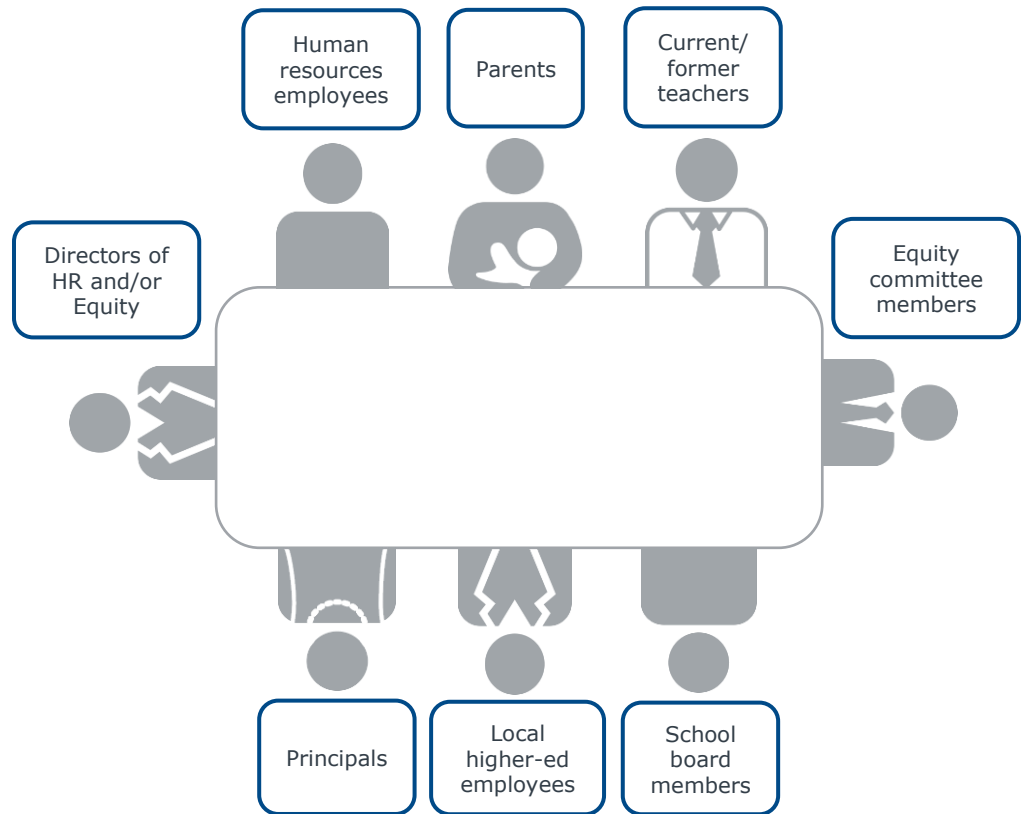 Human
resources
employees
Parents
Current/
former
teachers
Directors of
HR and/or
Equity
Equity
committee
members
Principals
Local
higher-ed
employees
School
board
members